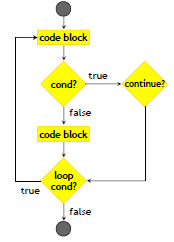 code block
cond?
true
continue?
false
code block
loop
cond?
true
false